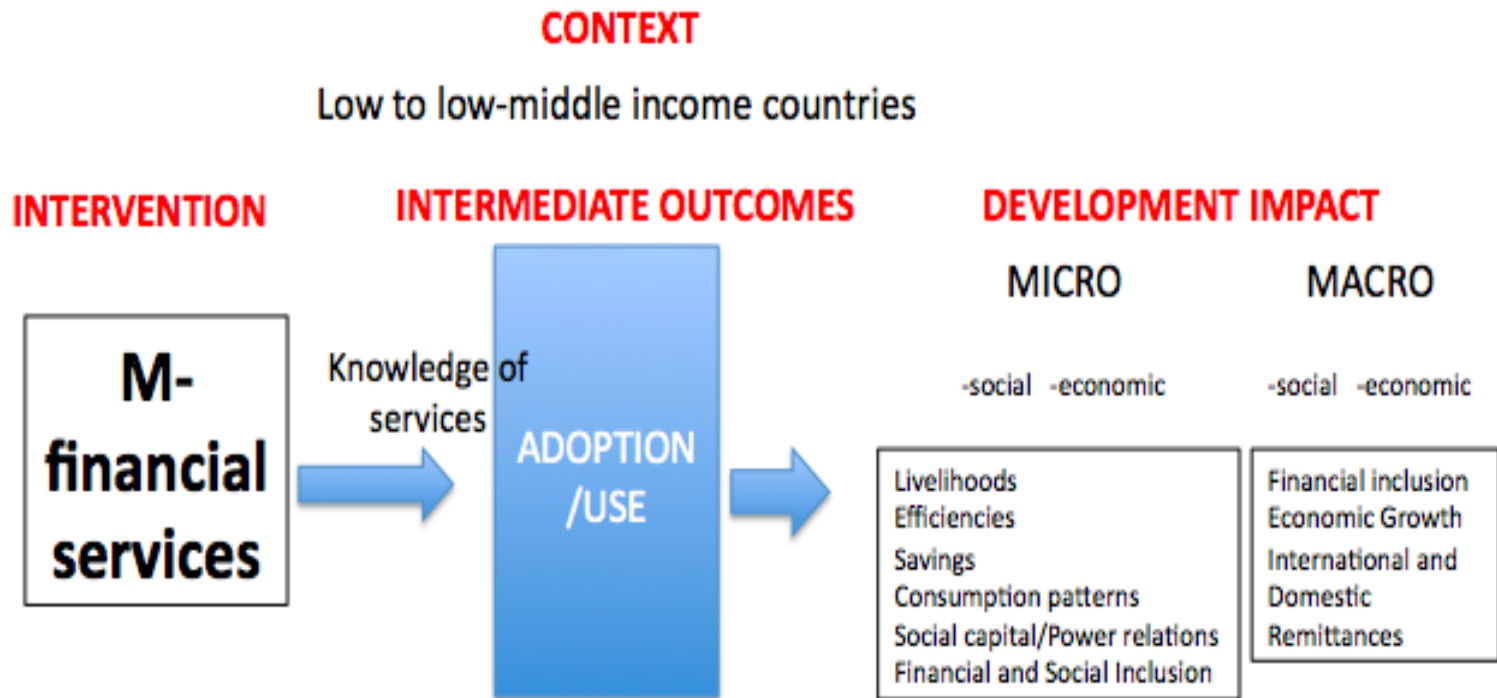 CONTEXT
Low to low-middle income countries
INTERVENTION
INTERMEDIATE OUTCOMES
DEVELOPMENT IMPACT
MICRO
MACRO
M-
financial
services
Knowledge of
services
ADOPTION
/USE
-social -economic
-social -economic
Livelihoods
Efficiencies
Savings
Consumption patterns
Social capital/Power relations
Financial and Social Inclusion
Financial inclusion
Economic Growth
International and
Domestic
Remittances